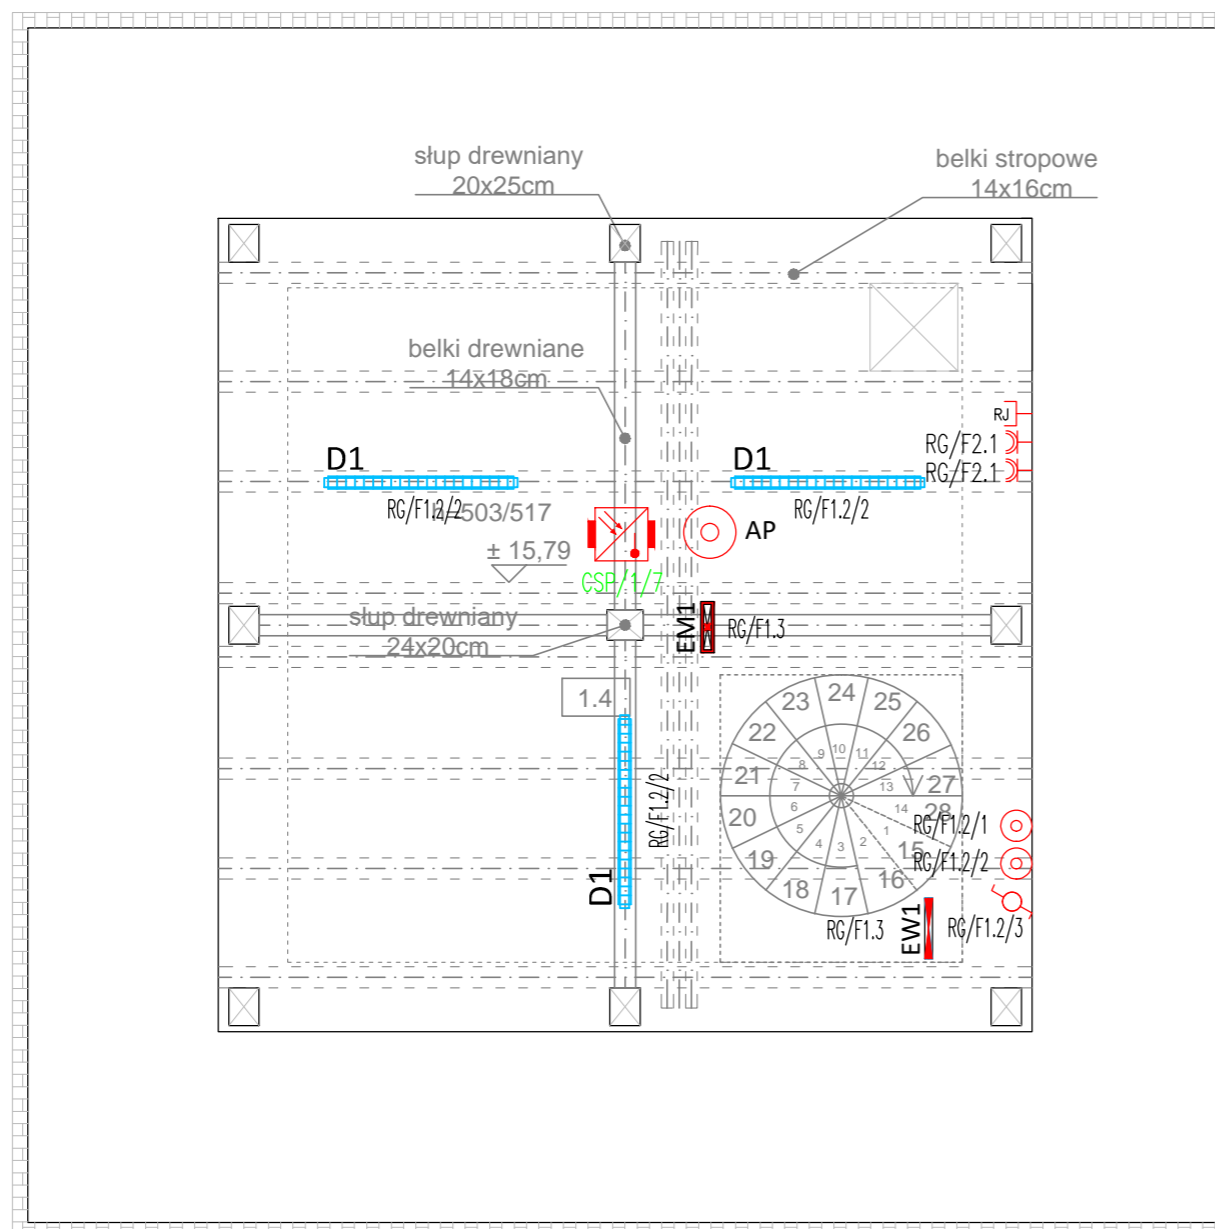 słup drewniany
20x25cm
belki stropowe
14x16cm
belki drewniane
14x18cm
RJ
RG/F2.1
RG/F2.1
D1
D1
RG/F1.2/2
=503/517
RG/F1.2/2
AP
± 15,79
CSP/1/7
słup drewniany
24x20cm
EM1
RG/F1.3
1.4
RG/F1.2/2
D1
24
23
25
22
26
21
27
20
28
19
15
18
16
17
10
9
11
8
12
7
13
6
14
5
1
4
2
3
RG/F1.2/1
RG/F1.2/2
RG/F1.3
EW1
RG/F1.2/3